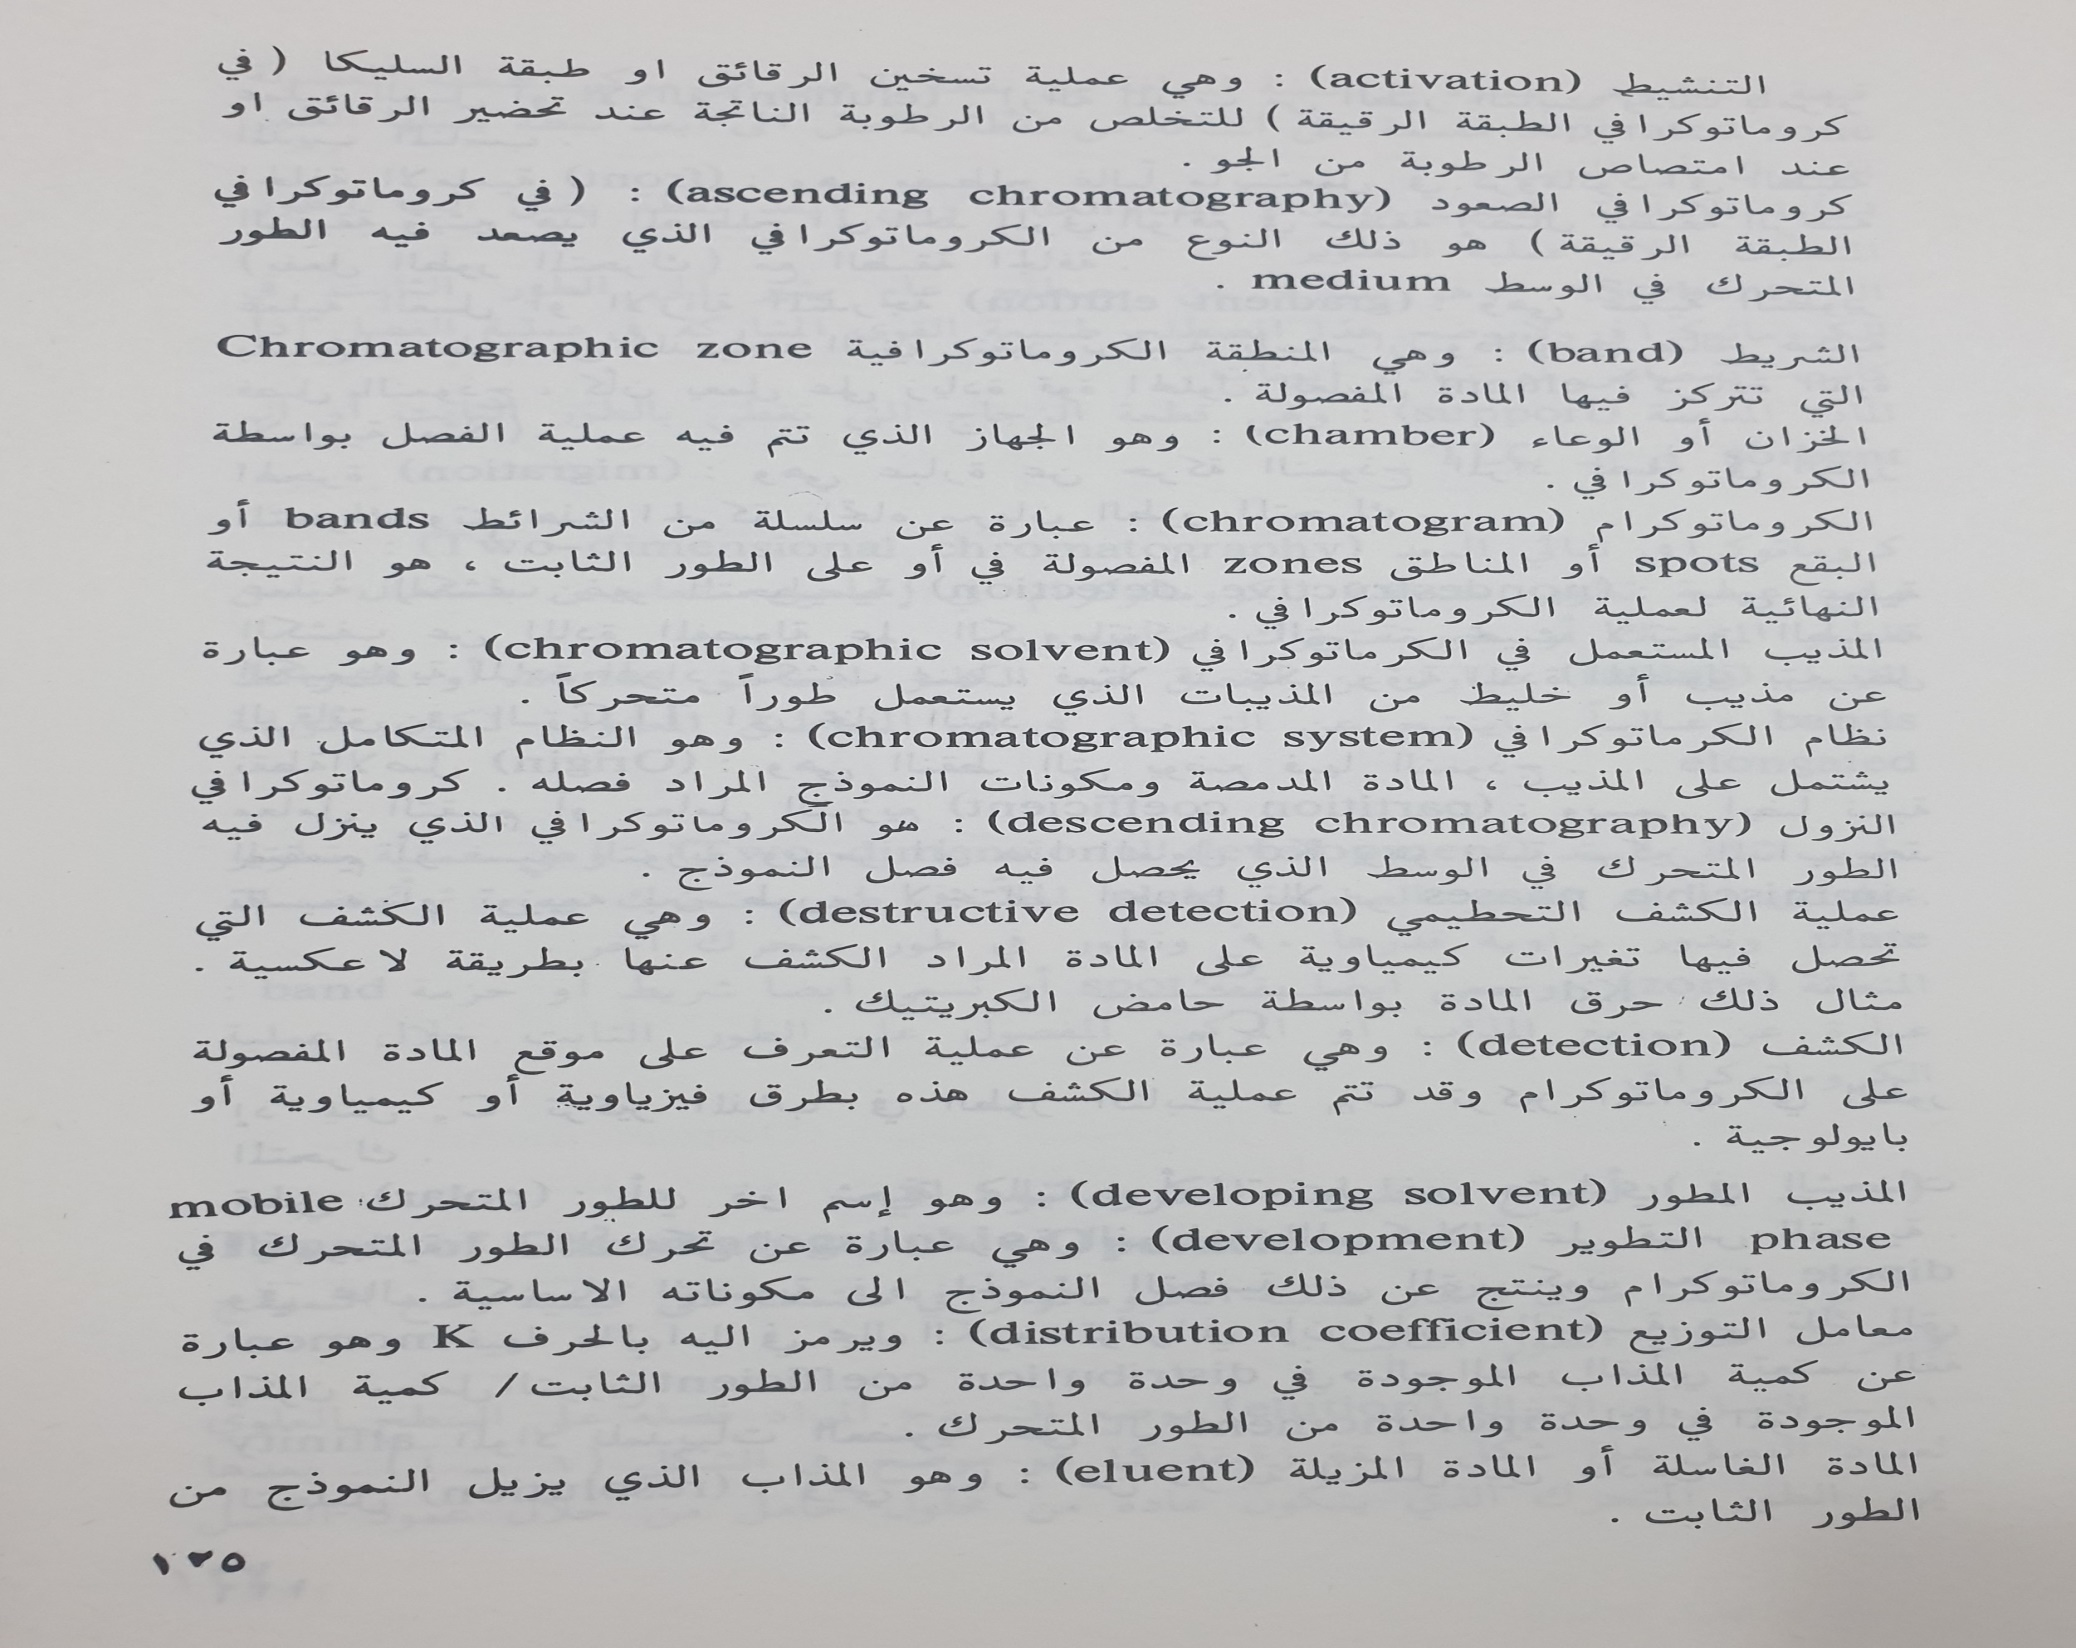 التنشيط (activation) : وهي عملية تسخين الرقائق او طبقة السليكا ( في
كروماتوكرافي الطبقة الرقيقة ) للتخلص من الرطوبة الناتجة عند تحضير الرقائق او
عند امتصاص الرطوبة من الجو .
كروماتوكرافي الصعود (ascending chromatography) : ( في كروماتوكرافي
الطبقة الرقيقة ) هو ذلك النوع من الكروماتوكرافي الذي يصعد فيه الطور
المتحرك في الوسط medium .
الشريط (band) : وهي المنطقة الكروماتوكرافية Chromatographic zone
التي تتركز فيها المادة المفصولة .
الخزان أو الوعاء (chamber) : وهو الجهاز الذي تتم فيه عملية الفصل بواسطة
الكروماتوكرافي .
الكروماتوكرام (chromatogram) : عبارة عن سلسلة من الشرائط bands أو
البقع spots أو المناطق zones المفصولة في أو على الطور الثابت ، هو النتيجة
النهائية لعملية الكروماتوكرافي .
المذيب المستعمل في الكرماتوكرافي (chromatographic solvent) : وهو عبارة
عن مذيب أو خليط من المذيبات الذي يستعمل طوراً متحركاً .
نظام الكرماتوكرافي (chromatographic system) : وهو النظام المتكامل الذي
يشتمل على المذيب ، المادة المدمصة ومكونات النموذج المراد فصله . كروماتوكرافي
النزول (descending chromatography) : هو الكروماتوكرافي الذي ينزل فيه
الطور المتحرك في الوسط الذي يحصل فيه فصل النموذج .
عملية الكشف التحطيمي (destructive detection) : وهي عملية الكشف التي
تحصل فيها تغيرات كيمياوية على المادة المراد الكشف عنها بطريقة لا عكسية .
مثال ذلك حرق المادة بواسطة حامض الكبريتيك .
الكشف (detection) : وهي عبارة عن عملية التعرف على موقع المادة المفصولة
على الكروماتوكرام وقد تتم عملية الكشف هذه بطرق فيزياوية أو كيمياوية أو
بايولوجية .
المذيب المطور (developing solvent) : وهو إسم اخر للطور المتحرك mobile
phase التطوير (development) : وهي عبارة عن تحرك الطور المتحرك في
الكروماتوكرام وينتج عن ذلك فصل النموذج الى مكوناته الاساسية .
معامل التوزيع (distribution coefficient) : ويرمز اليه بالحرف K وهو عبارة
عن كمية المذاب الموجودة في وحدة واحدة من الطور الثابت/ كمية المذاب
الموجودة في وحدة واحدة من الطور المتحرك .
المادة الغاسلة أو المادة المزيلة (eluent) : وهو المذاب الذي يزيل النموذج من
الطور الثابت .
١٢٥